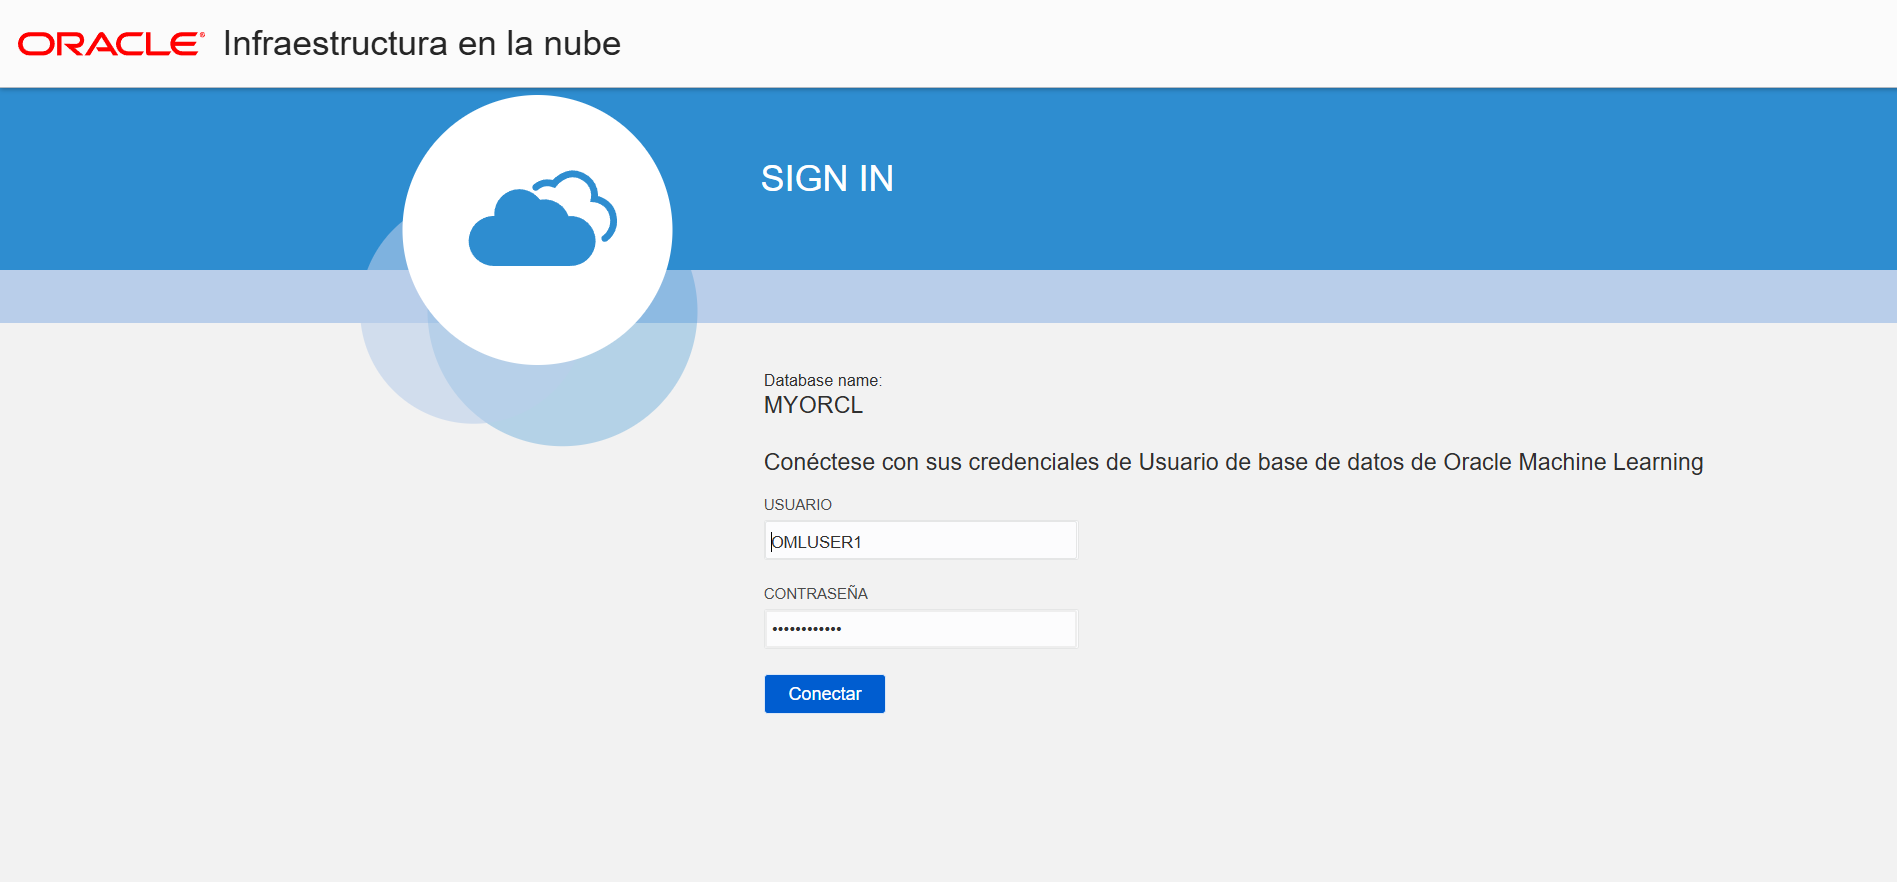 ORACLE® Infraestructura en la nube
SIGN IN
Database name:
MYORCL
Conéctese con sus credenciales de Usuario de base de datos de Oracle Machine Learning
USUARIO
OMLUSER1
CONTRASEÑA
••••••••••••
Conectar